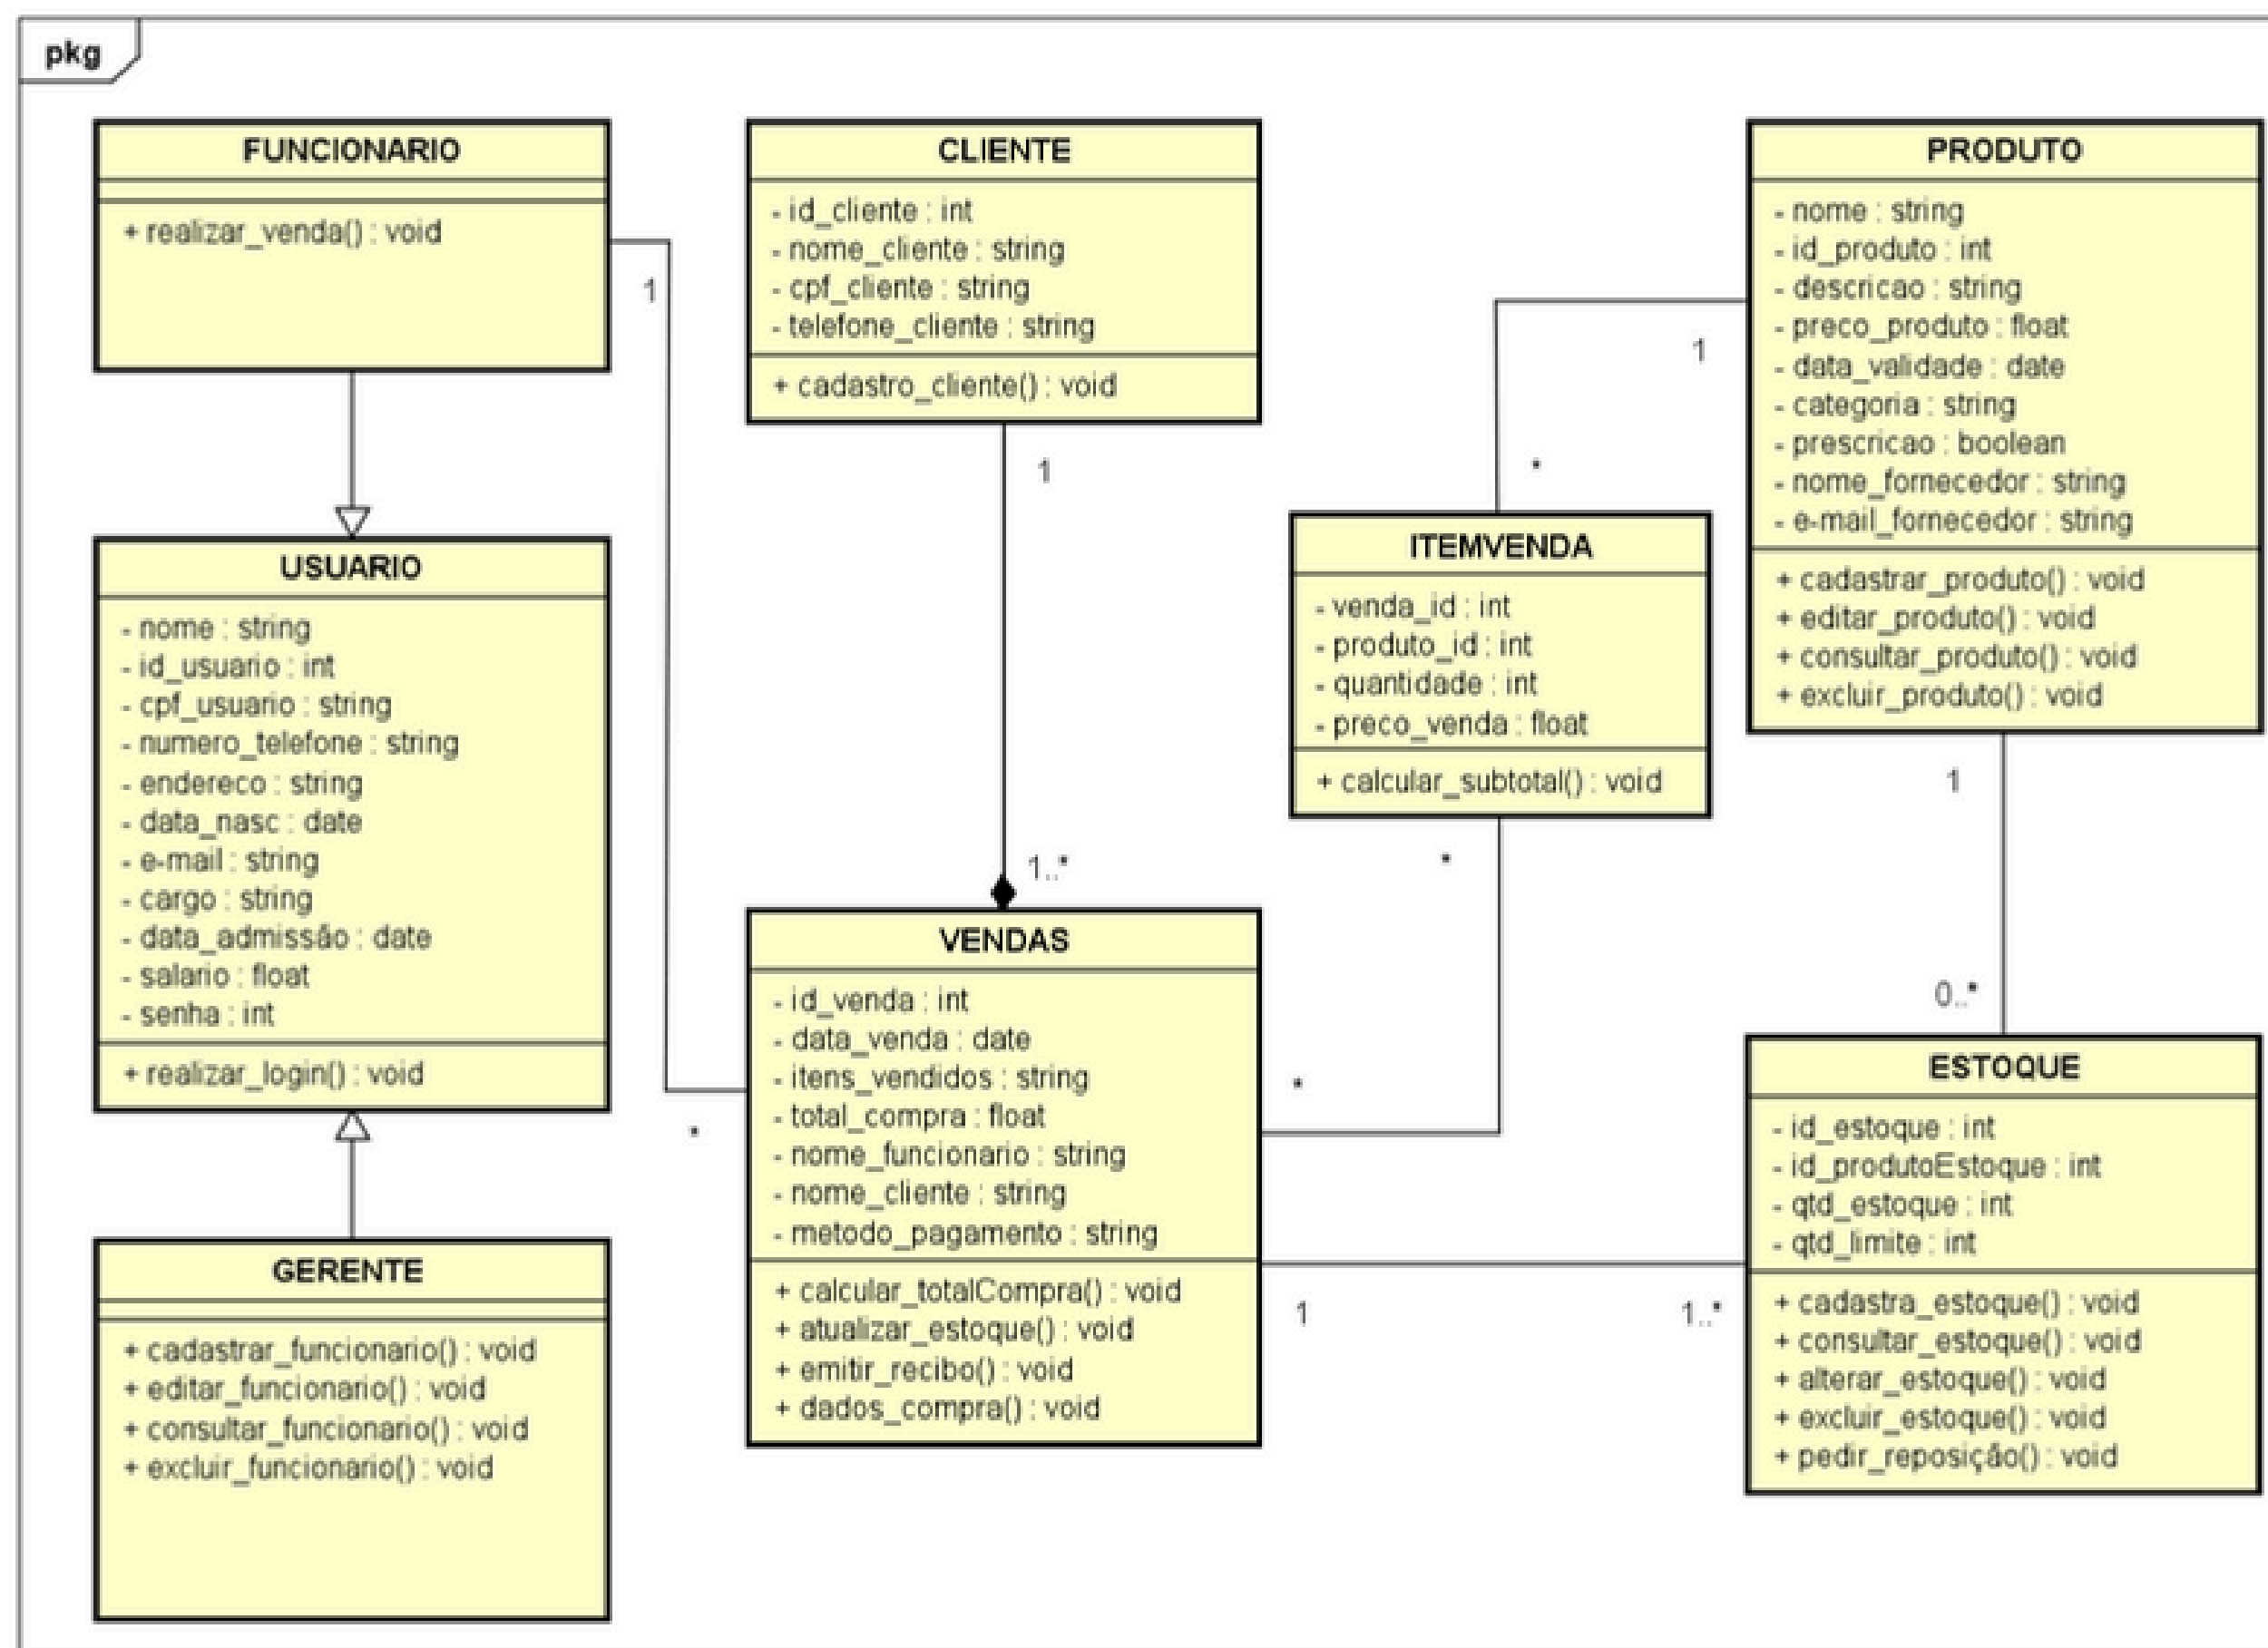 pkg
FUNCIONARIO
+ realizar_venda() : void
1
USUARIO
- nome : string
- id_usuario : int
- cpf_usuario : string
- numero_telefone : string
- endereco : string
- data_nasc : date
- e-mail : string
- cargo : string
- data_admissão : date
- salario : float
- senha : int
+ realizar_login() : void
GERENTE
+ cadastrar_funcionario() : void
+ editar_funcionario() : void
+ consultar_funcionario() : void
+ excluir_funcionario() : void
CLIENTE
- id_cliente : int
- nome_cliente : string
- cpf_cliente : string
- telefone_cliente : string
+ cadastro_cliente() : void
1
1..*
*
VENDAS
- id_venda : int
- data_venda : date
- itens_vendidos : string
- total_compra : float
- nome_funcionario : string
- nome_cliente : string
- metodo_pagamento : string
+ calcular_totalCompra() : void
+ atualizar_estoque() : void
+ emitir_recibo() : void
+ dados_compra() : void
1
*
ITEMVENDA
- venda_id : int
- produto_id : int
- quantidade : int
- preco_venda : float
+ calcular_subtotal() : void
*
*
PRODUTO
- nome : string
- id_produto : int
- descricao : string
- preco_produto : float
- data_validade : date
- categoria : string
- prescricao : boolean
- nome_fornecedor : string
- e-mail_fornecedor : string
+ cadastrar_produto() : void
+ editar_produto() : void
+ consultar_produto() : void
+ excluir_produto() : void
1
0..*
ESTOQUE
- id_estoque : int
- id_produtoEstoque : int
- qtd_estoque : int
- qtd_limite : int
+ cadastra_estoque() : void
+ consultar_estoque() : void
+ alterar_estoque() : void
+ excluir_estoque() : void
+ pedir_reposição() : void
1
1..*